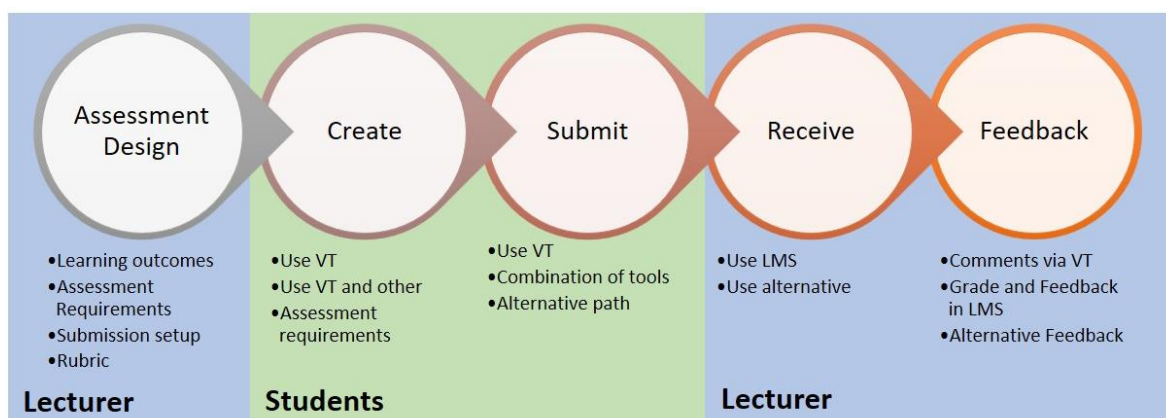 Assessment
Design
Create
Submit
Receive
Feedback
•Learning outcomes
•Assessment
Requirements
•Submission setup
•Rubric
•Use VT
•Use VT and other
•Assessment
requirements
•Use VT
•Combination of tools
•Alternative path
•Use LMS
•Use alternative
•Comments via VT
•Grade and Feedback
in LMS
•Alternative Feedback
Lecturer
Students
Lecturer